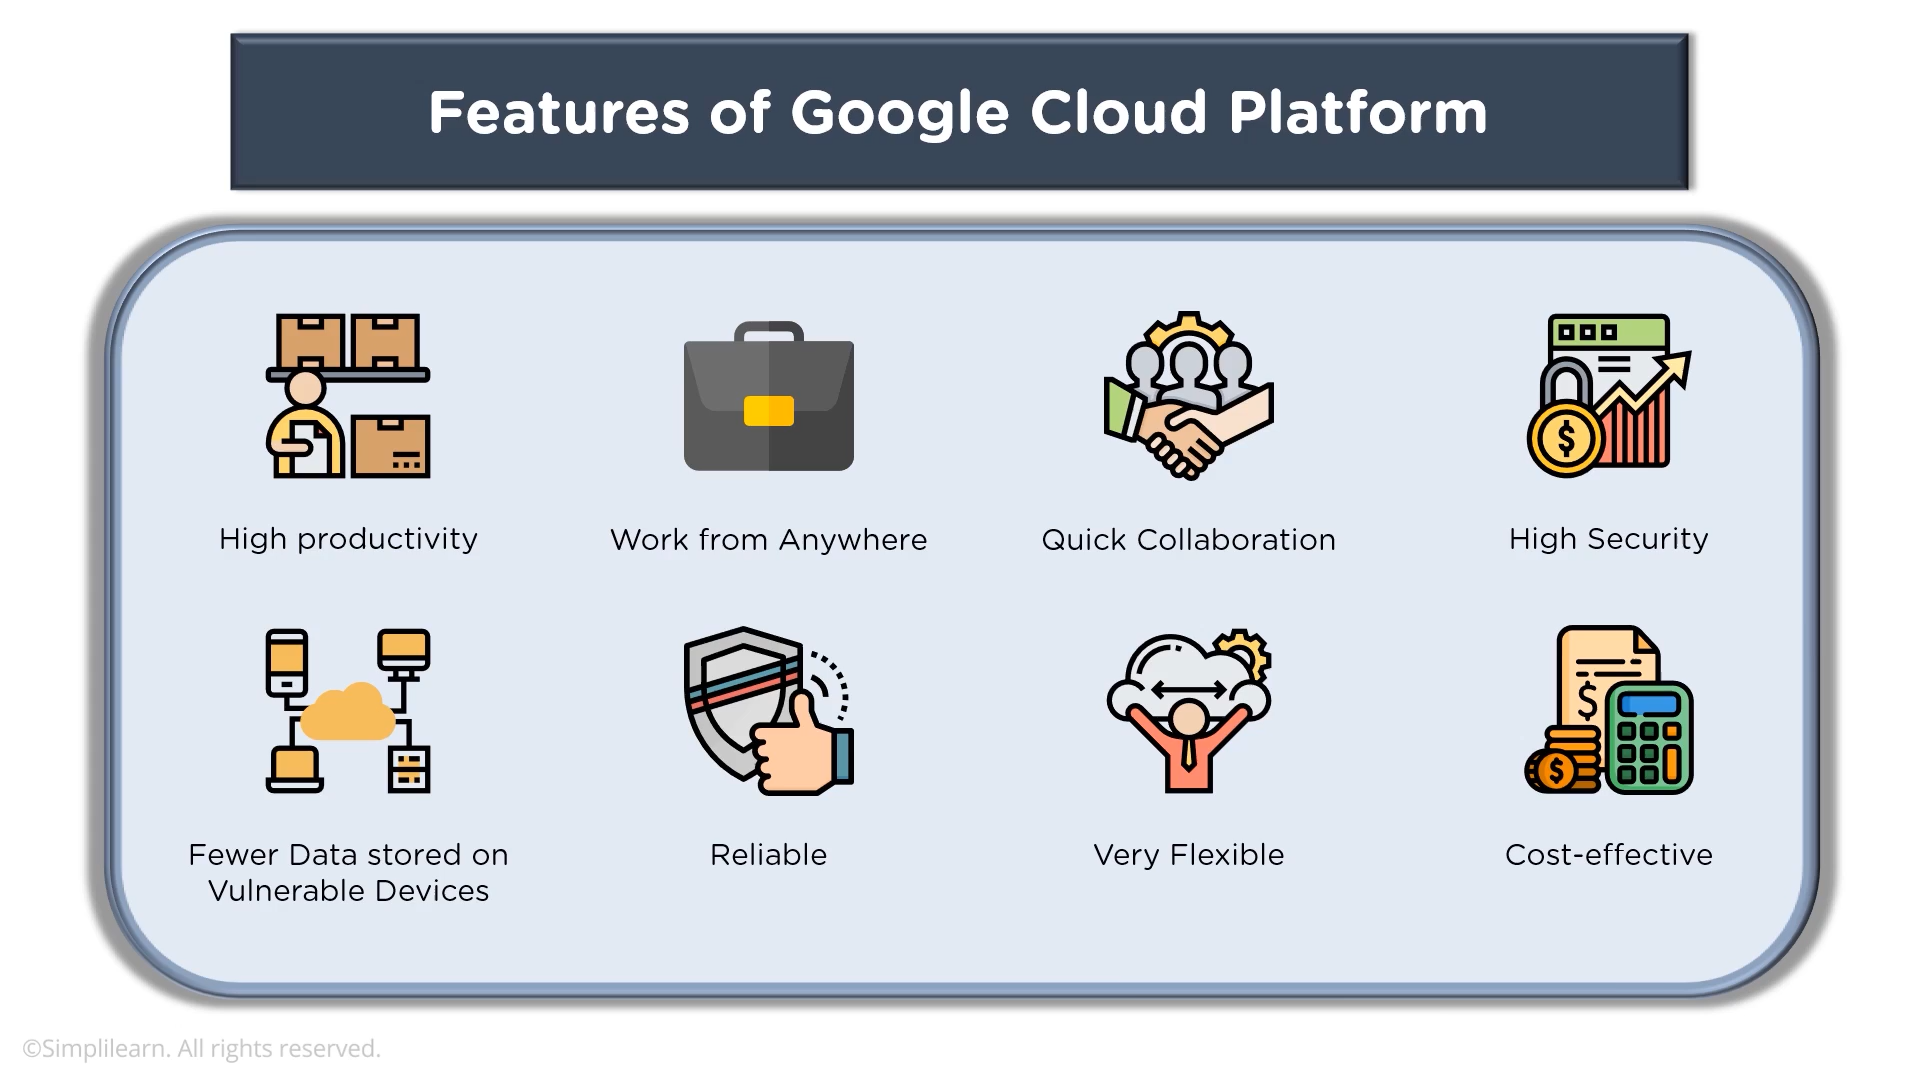 Features of Google Cloud Platform
High productivity
Work from Anywhere
Quick Collaboration
High Security
Fewer Data stored on
Vulnerable Devices
Reliable
Very Flexible
Cost-effective
©Simplilearn. All rights reserved.